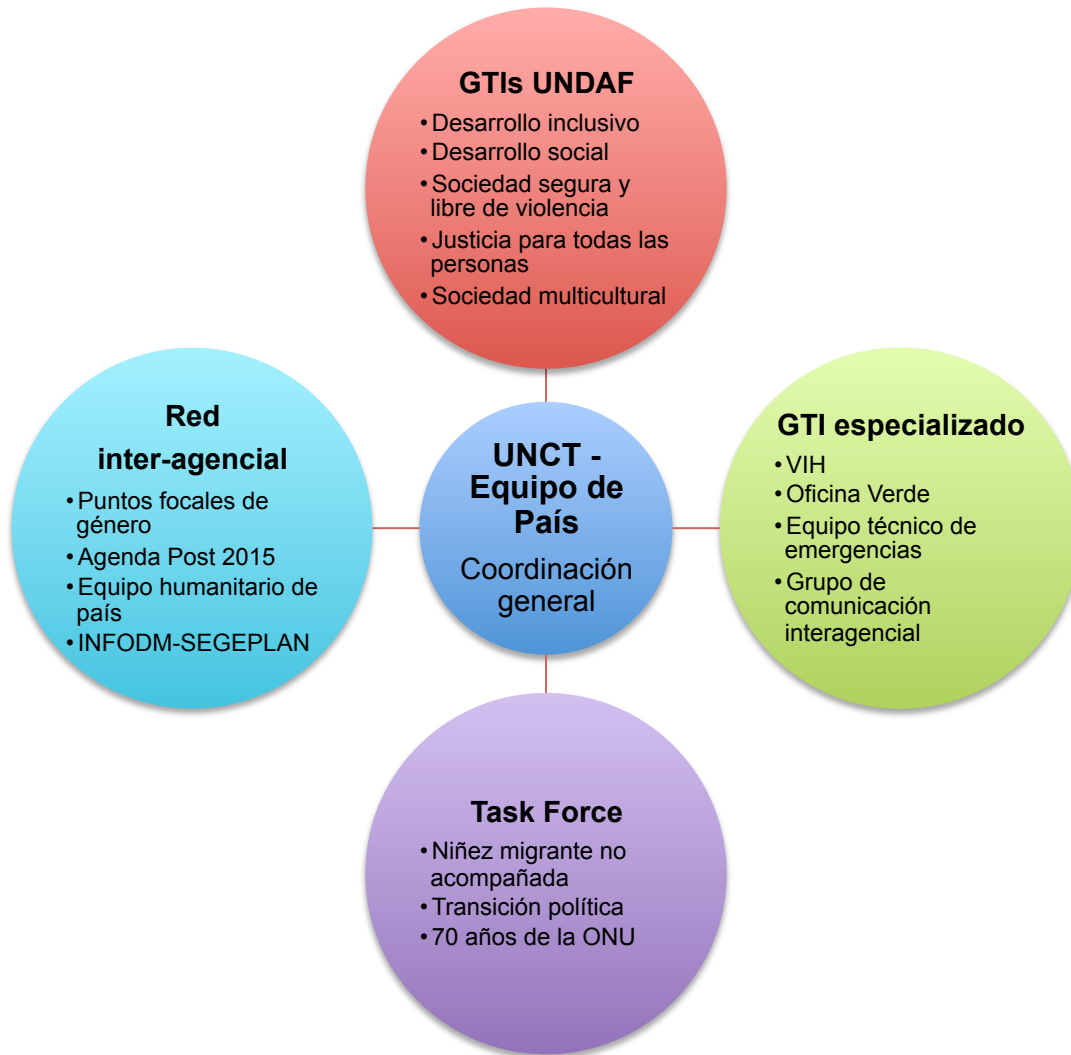 GTIs UNDAF
• Desarrollo inclusivo
• Desarrollo social
• Sociedad segura y
libre de violencia
• Justicia para todas las
personas
• Sociedad multicultural
Red
inter-agencial
• Puntos focales de
género
• Agenda Post 2015
• Equipo humanitario de
país
• INFODM-SEGEPLAN
UNCT -
Equipo de
País
Coordinación
general
GTI especializado
• VIH
• Oficina Verde
• Equipo técnico de
emergencias
• Grupo de
comunicación
interagencial
Task Force
• Niñez migrante no
acompañada
• Transición política
• 70 años de la ONU